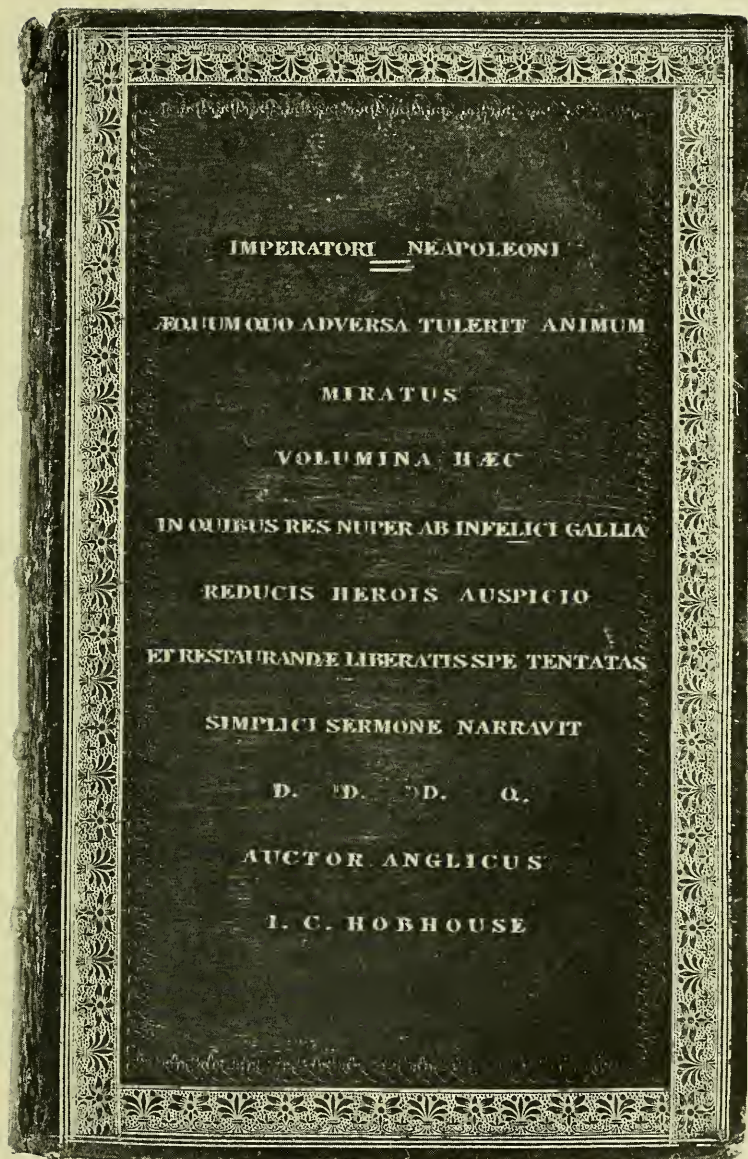 IMPERATORI NEAPOLEONI
ÆQUUM QUO ADVERSA TULERIT ANIMUM
MIRATUS
VOLUMINA HÆC
IN QUIBUS RES NUPER AB INFELICI GALLIA
REDUCIS HEROIS AUSPICIO
ET RESTAURANDÆ LIBERATIS SPE TENTATAS
SIMPLICI SERMONE NARRAVIT
D. D. D. Q.
AUCTOR ANGLICUS
I. C. HOBHOUSE